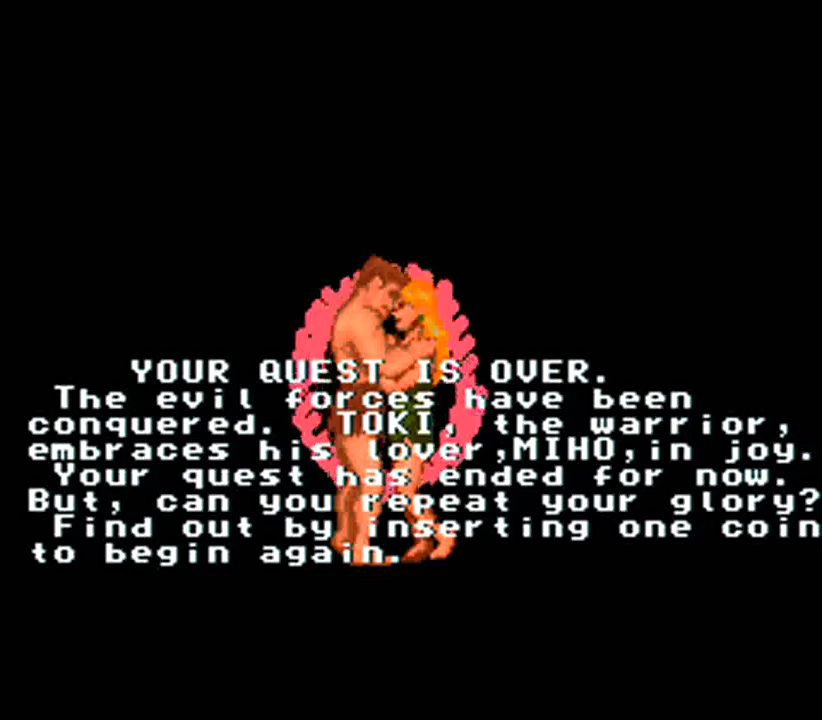 YOUR QUEST IS OVER.
The evil forces have been
conquered. TOKI, the warrior,
embraces his lover,MIHO,in joy.
Your quest has ended for now.
But, can you repeat your glory?
Find out by inserting one coin
to begin again.